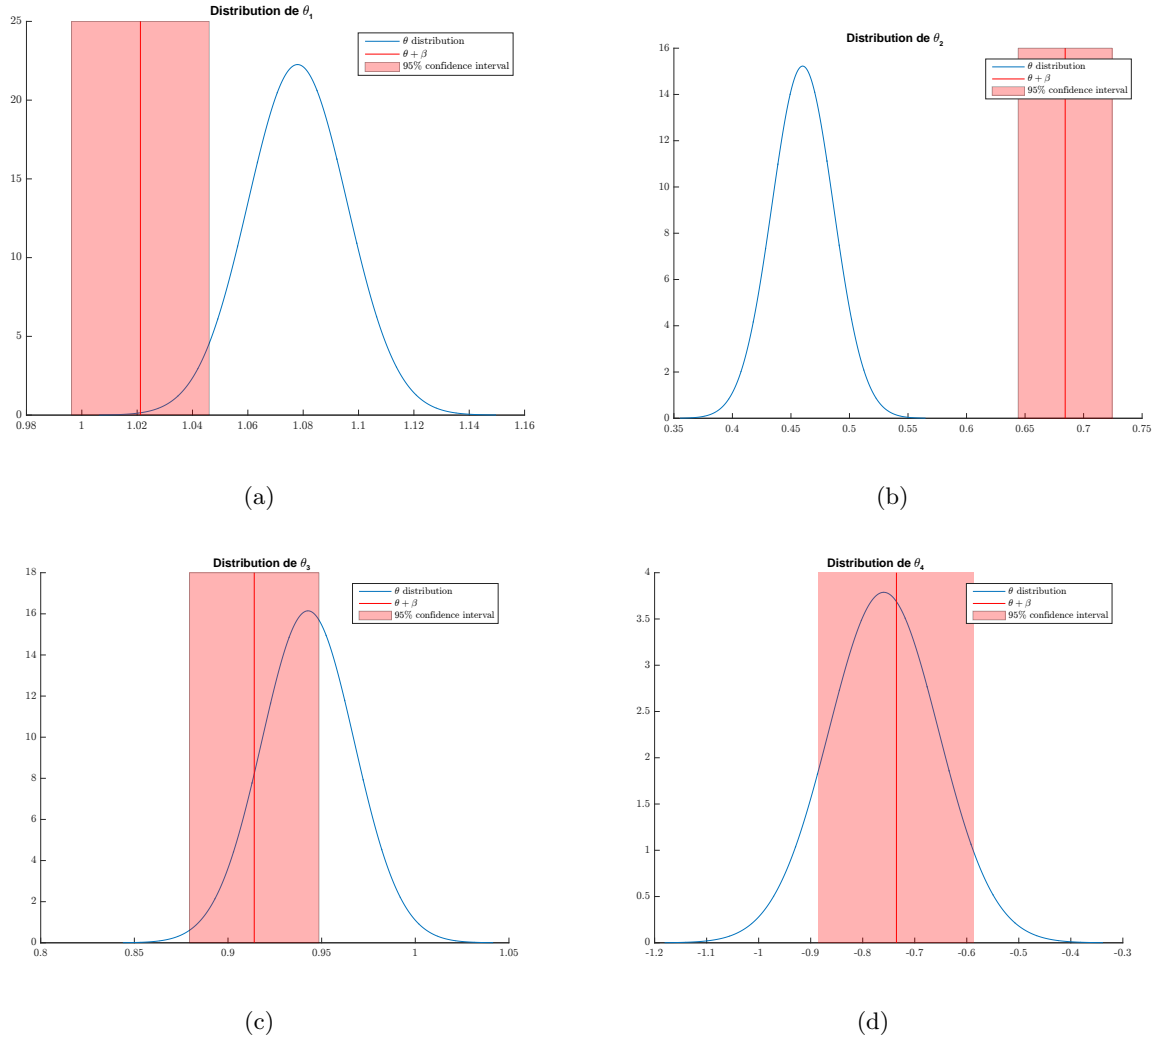 Distribution de θ1
25
20
15
10
5
0
0.98 1 1.02 1.04 1.06 1.08 1.1 1.12 1.14 1.16
θ distribution
θ + β
95% confidence interval
(a)
Distribution de θ2
16
14
12
10
8
6
4
2
0
0.35 0.4 0.45 0.5 0.55 0.6 0.65 0.7 0.75
θ distribution
θ + β
95% confidence interval
(b)
Distribution de θ3
18
16
14
12
10
8
6
4
2
0
0.8 0.85 0.9 0.95 1 1.05
θ distribution
θ + β
95% confidence interval
(c)
Distribution de θ4
4
3.5
3
2.5
2
1.5
1
0.5
0
-1.2 -1.1 -1 -0.9 -0.8 -0.7 -0.6 -0.5 -0.4 -0.3
θ distribution
θ + β
95% confidence interval
(d)